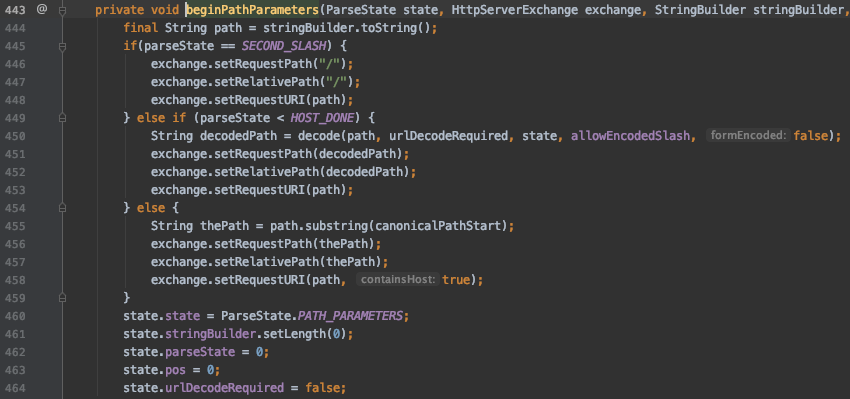 443 @ private void beginPathParameters(ParseState state, HttpServerExchange exchange, StringBuilder stringBuilder,
444 final String path = stringBuilder.toString();
445 if(parseState == SECOND_SLASH) {
446 exchange.setRequestPath("/");
447 exchange.setRelativePath("/");
448 exchange.setRequestURI(path);
449 } else if (parseState < HOST_DONE) {
450 String decodedPath = decode(path, urlDecodeRequired, state, allowEncodedSlash, formEncoded: false);
451 exchange.setRequestPath(decodedPath);
452 exchange.setRelativePath(decodedPath);
453 exchange.setRequestURI(path);
454 } else {
455 String thePath = path.substring(canonicalPathStart);
456 exchange.setRequestPath(thePath);
457 exchange.setRelativePath(thePath);
458 exchange.setRequestURI(path, containsHost: true);
459 }
460 state.state = ParseState.PATH_PARAMETERS;
461 state.stringBuilder.setLength(0);
462 state.parseState = 0;
463 state.pos = 0;
464 state.urlDecodeRequired = false;